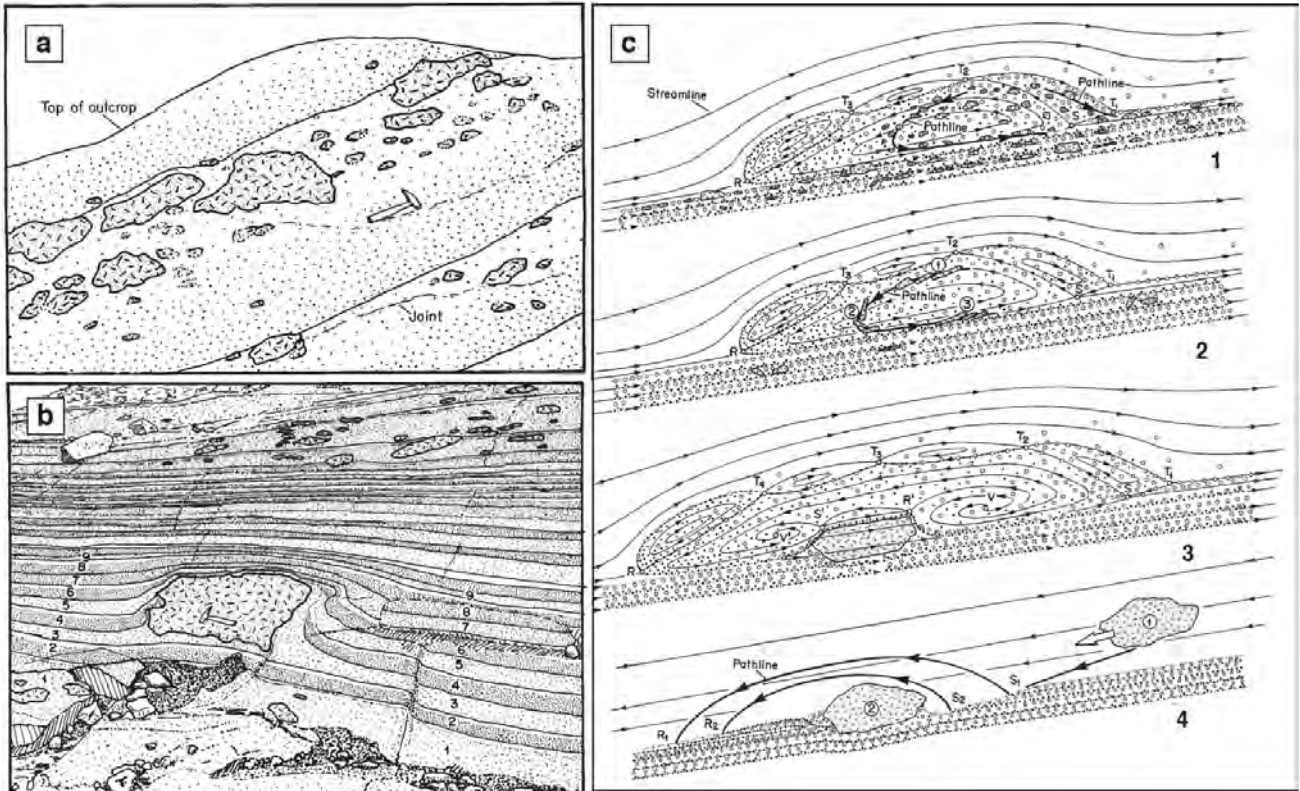 a
Top of outcrop
Joint
b
9
8
7
6
5
4
3
2
1
9
8
7
6
5
4
3
2
1
c
Streamline
T2
Pathline
T3
T1
S
Pathline
R
1
T2
1
T3
T1
Pathline
2
3
S
R
2
T2
T3
T4
T1
R'
V
S'
V'
S
R
3
1
Pathline
S1
S2
2
R2
R1
4